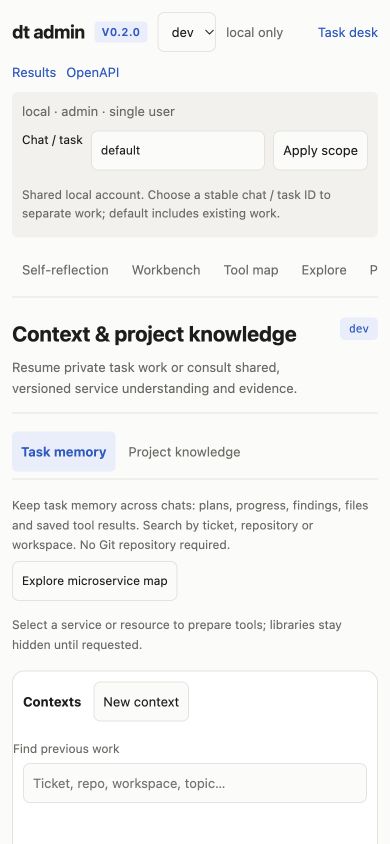 dt admin V0.2.0 dev local only Task desk
Results OpenAPI
local · admin · single user
Chat / task default Apply scope
Shared local account. Choose a stable chat / task ID to
separate work; default includes existing work.
Self-reflection Workbench Tool map Explore P
Context & project knowledge dev
Resume private task work or consult shared,
versioned service understanding and evidence.
Task memory Project knowledge
Keep task memory across chats: plans, progress, findings, files
and saved tool results. Search by ticket, repository or
workspace. No Git repository required.
Explore microservice map
Select a service or resource to prepare tools; libraries stay
hidden until requested.
Contexts New context
Find previous work
Ticket, repo, workspace, topic...